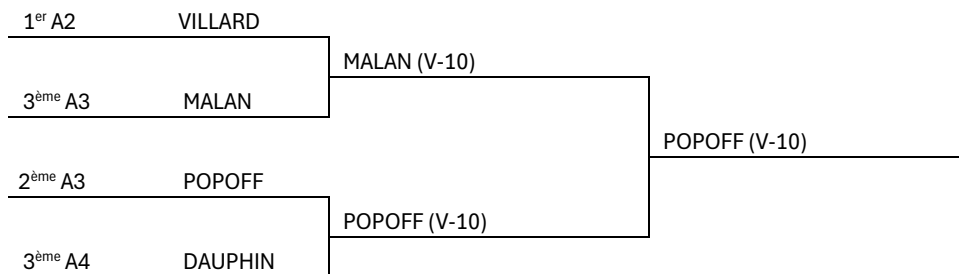 1er A2 VILLARD
MALAN (V-10)
3ème A3 MALAN
POPOFF (V-10)
2ème A3 POPOFF
POPOFF (V-10)
3ème A4 DAUPHIN